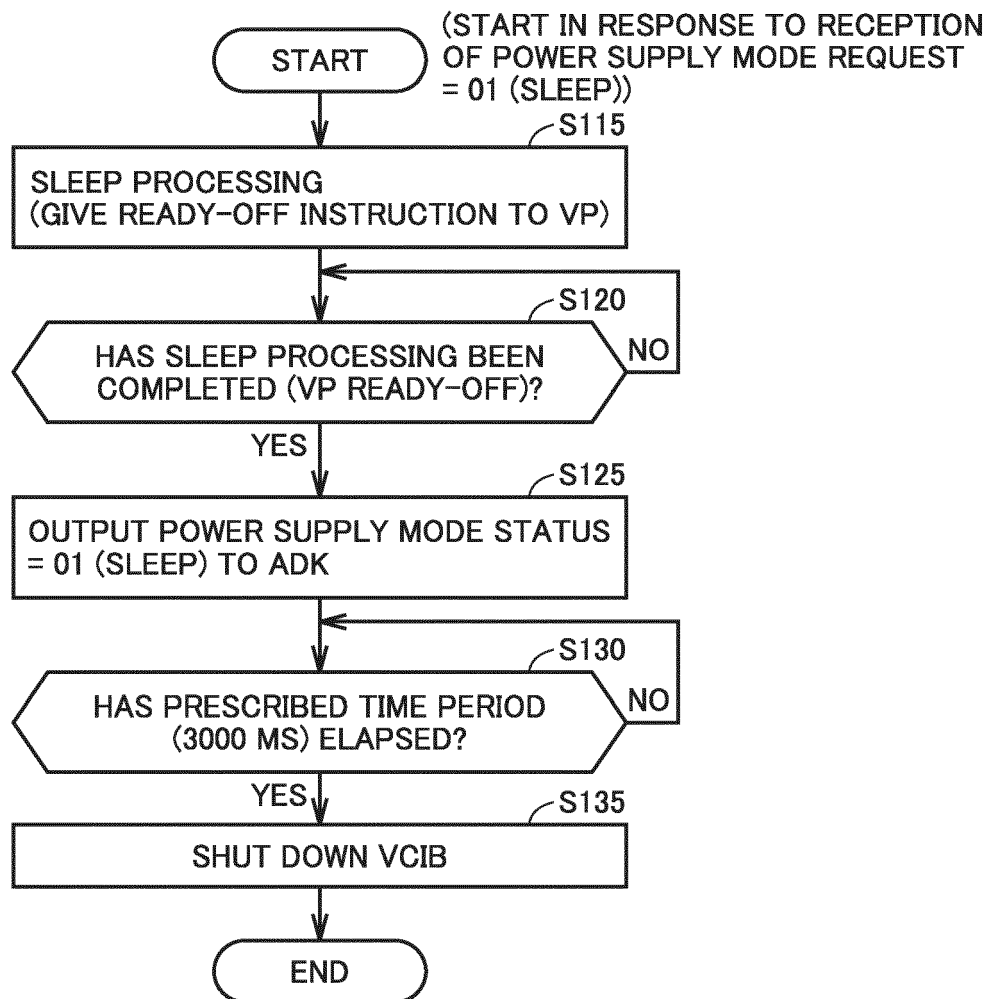 START
(START IN RESPONSE TO RECEPTION
OF POWER SUPPLY MODE REQUEST
= 01 (SLEEP))
S115
SLEEP PROCESSING
(GIVE READY-OFF INSTRUCTION TO VP)
S120
HAS SLEEP PROCESSING BEEN
COMPLETED (VP READY-OFF)?
NO
YES
S125
OUTPUT POWER SUPPLY MODE STATUS
= 01 (SLEEP) TO ADK
S130
HAS PRESCRIBED TIME PERIOD
(3000 MS) ELAPSED?
NO
YES
S135
SHUT DOWN VCIB
END